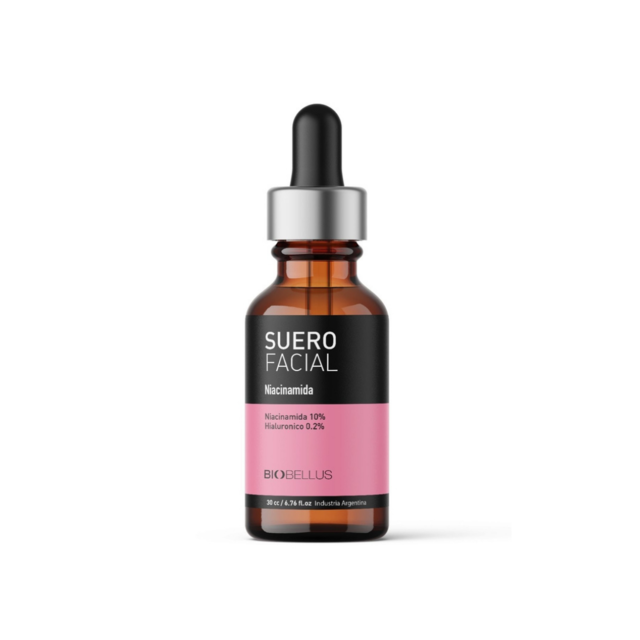 SUERO
FACIAL
Niacinamida
Niacinamida 10%
Hialuronico 0.2%
BIOBELLUS
30 cc / 6.76 fl.oz Industria Argentina